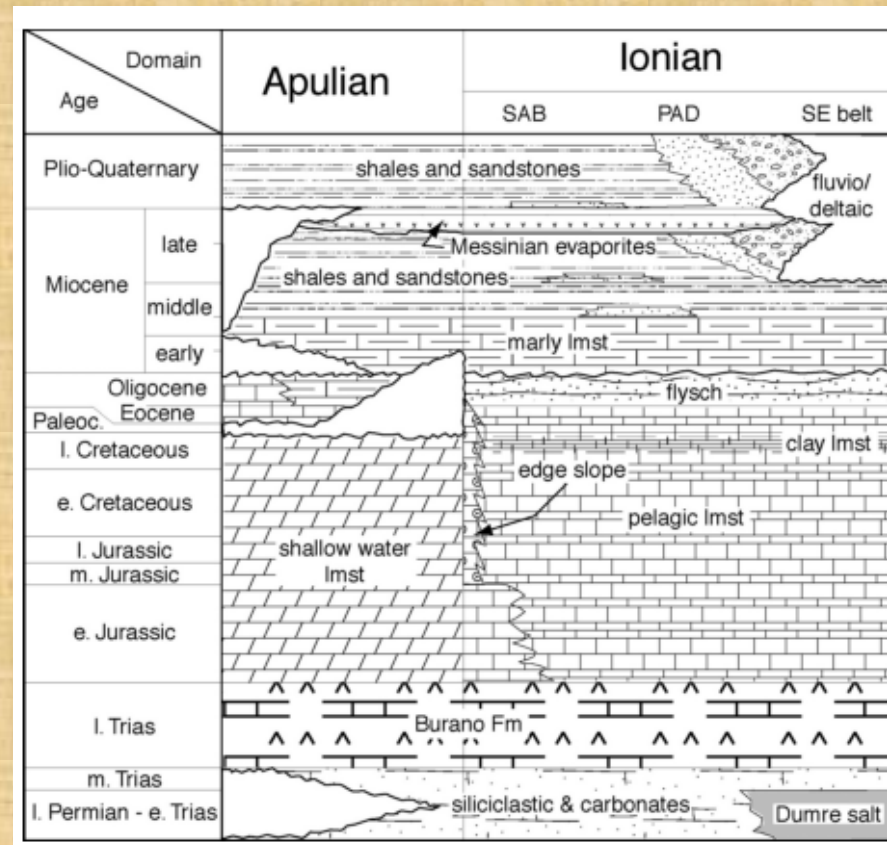 Domain
Age
Apulian
Ionian
SAB PAD SE belt
Plio-Quaternary
shales and sandstones
fluvio/
deltaic
Miocene
late
Messinian evaporites
shales and sandstones
middle
early
marly lmst
Oligocene
flysch
Eocene
Paleoc.
l. Cretaceous
clay lmst
edge slope
e. Cretaceous
pelagic lmst
l. Jurassic
shallow water
lmst
m. Jurassic
e. Jurassic
l. Trias
Burano Fm
m. Trias
l. Permian - e. Trias
siliciclastic & carbonates
Dumre salt